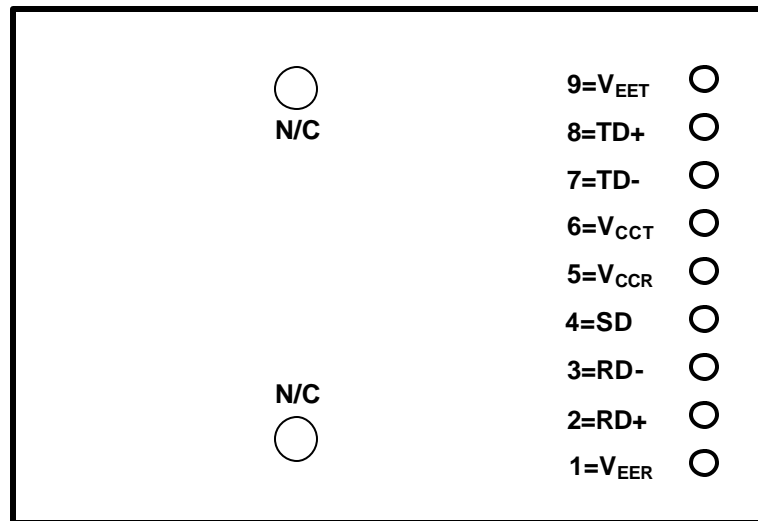 N/C
N/C
9=VEET
8=TD+
7=TD-
6=VCCT
5=VCCR
4=SD
3=RD-
2=RD+
1=VEER